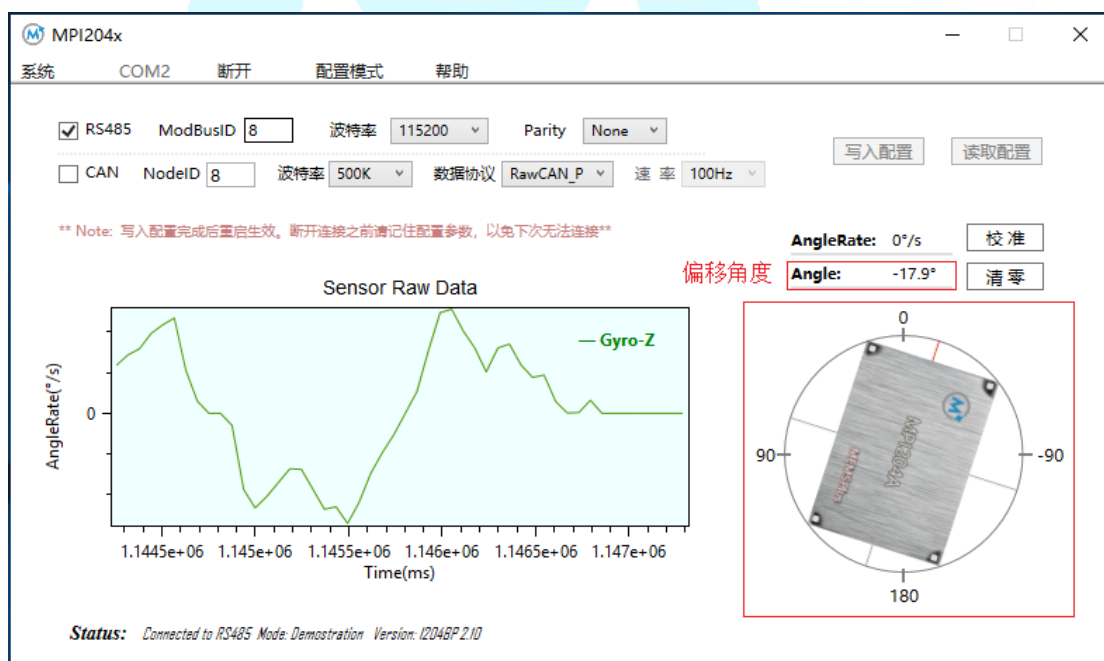 MPI204x
系统 COM2 断开 配置模式 帮助
RS485 ModBusID 8 波特率 115200 Parity None
写入配置 读取配置
CAN NodeID 8 波特率 500K 数据协议 RawCAN_P 速 率 100Hz
** Note: 写入配置完成后重启生效。断开连接之前请记住配置参数，以免下次无法连接**
AngleRate: 0°/s 校 准
偏移角度 Angle: -17.9° 清 零
Sensor Raw Data
Gyro-Z
AngleRate(°/s)
0
1.1445e+06 1.145e+06 1.1455e+06 1.146e+06 1.1465e+06 1.147e+06
Time(ms)
0
90
-90
180
MPI204A
MEMSPlus
Status: Connected to RS485 Mode: Demostration Version: I204BP2.1D